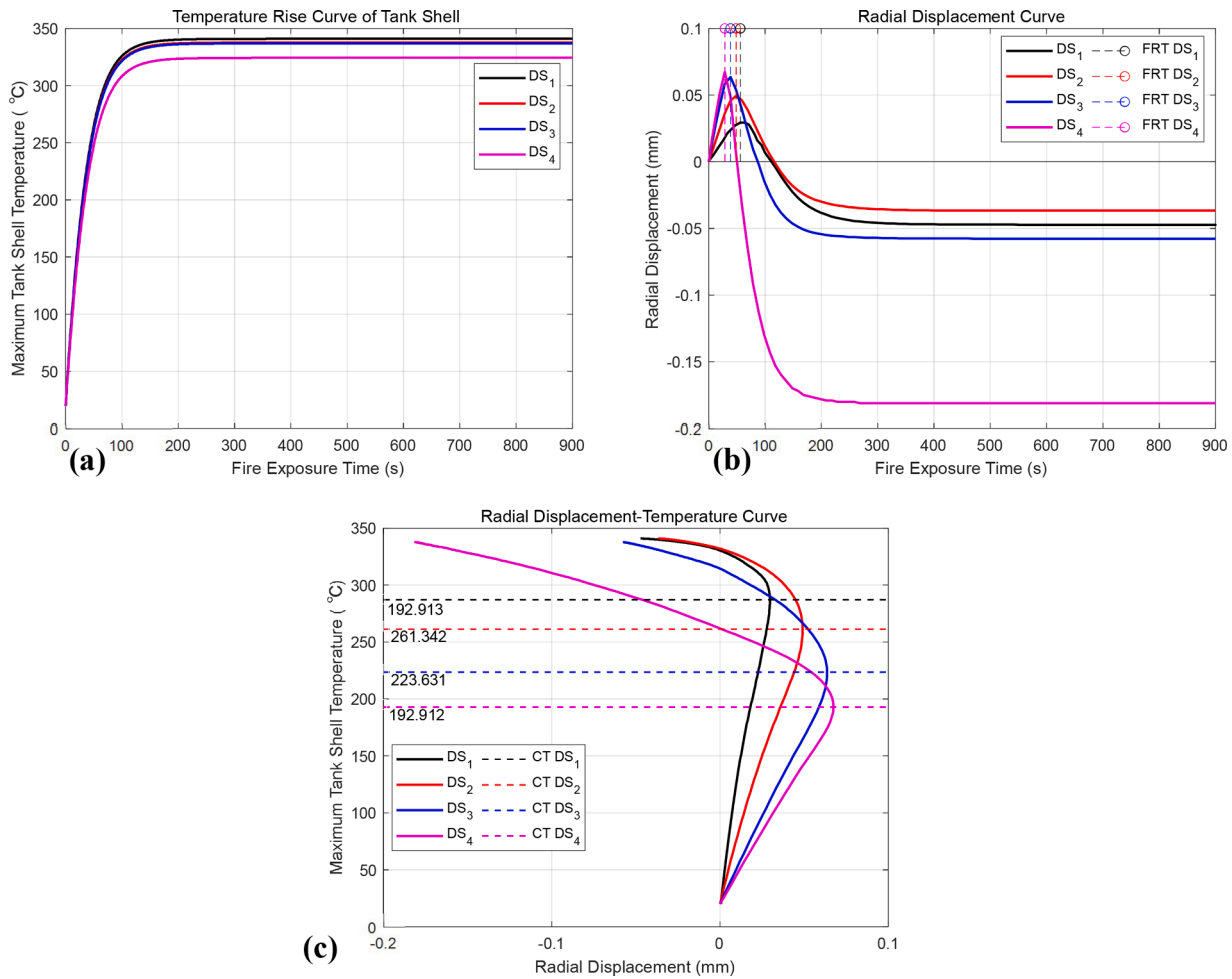 Temperature Rise Curve of Tank Shell
350
300
250
200
150
100
50
0
Maximum Tank Shell Temperature ( °C)
DS1
DS2
DS3
DS4
0 100 200 300 400 500 600 700 800 900
Fire Exposure Time (s)
(a)
Radial Displacement Curve
0.1
0.05
0
-0.05
-0.1
-0.15
-0.2
Radial Displacement (mm)
DS1 FRT DS1
DS2 FRT DS2
DS3 FRT DS3
DS4 FRT DS4
0 100 200 300 400 500 600 700 800 900
Fire Exposure Time (s)
(b)
Radial Displacement-Temperature Curve
350
300
250
200
150
100
50
0
Maximum Tank Shell Temperature ( °C)
192.913
261.342
223.631
192.912
DS1 CT DS1
DS2 CT DS2
DS3 CT DS3
DS4 CT DS4
-0.2 -0.1 0 0.1
Radial Displacement (mm)
(c)